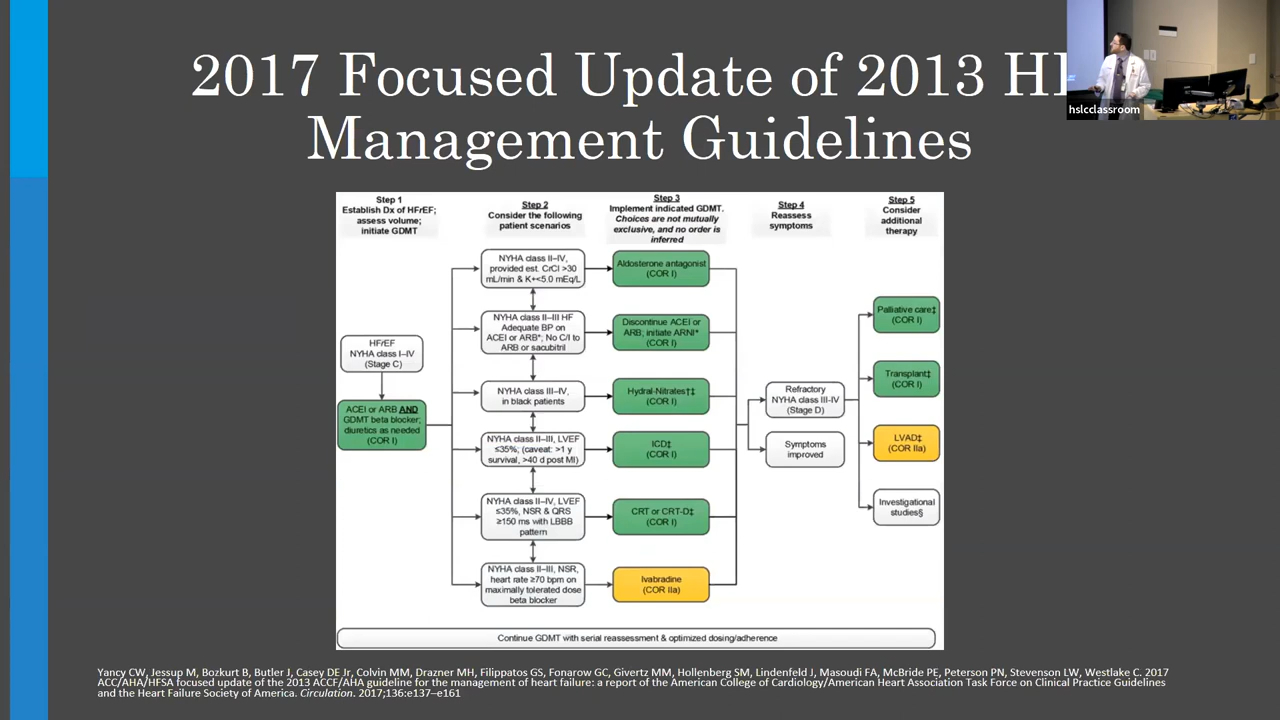 2017 Focused Update of 2013 H
Management Guidelines
hslcclassroom
Step 1
Establish Dx of HFrEF;
assess volume;
initiate GDMT
Step 2
Consider the following
patient scenarios
Step 3
Implement indicated GDMT.
Choices are not mutually
exclusive, and no order is
inferred
Step 4
Reassess
symptoms
Step 5
Consider
additional
therapy
HFrEF
NYHA class I–IV
(Stage C)
ACEI or ARB AND
GDMT beta blocker;
diuretics as needed
(COR I)
NYHA class II–IV,
provided est. CrCl >30
mL/min & K+<5.0 mEq/L
Aldosterone antagonist
(COR I)
NYHA class II–III HF
Adequate BP on
ACEI or ARB*; No C/I to
ARB or sacubitril
Discontinue ACEI or
ARB; initiate ARNI*
(COR I)
NYHA class III–IV,
in black patients
Hydral-Nitrates†‡
(COR I)
NYHA class II–III, LVEF
≤35%; (caveat: >1 y
survival, >40 d post MI)
ICD‡
(COR I)
NYHA class II–IV, LVEF
≤35%, NSR & QRS
≥150 ms with LBBB
pattern
CRT or CRT-D‡
(COR I)
NYHA class II–III, NSR,
heart rate ≥70 bpm on
maximally tolerated dose
beta blocker
Ivabradine
(COR IIa)
Refractory
NYHA class III-IV
(Stage D)
Symptoms
improved
Palliative care‡
(COR I)
Transplant‡
(COR I)
LVAD‡
(COR IIa)
Investigational
studies§
Continue GDMT with serial reassessment & optimized dosing/adherence
Yancy CW, Jessup M, Bozkurt B, Butler J, Casey DE Jr, Colvin MM, Drazner MH, Filippatos GS, Fonarow GC, Givertz MM, Hollenberg SM, Lindenfeld J, Masoudi FA, McBride PE, Peterson PN, Stevenson LW, Westlake C. 2017
ACC/AHA/HFSA focused update of the 2013 ACCF/AHA guideline for the management of heart failure: a report of the American College of Cardiology/American Heart Association Task Force on Clinical Practice Guidelines
and the Heart Failure Society of America. Circulation. 2017;136:e137–e161